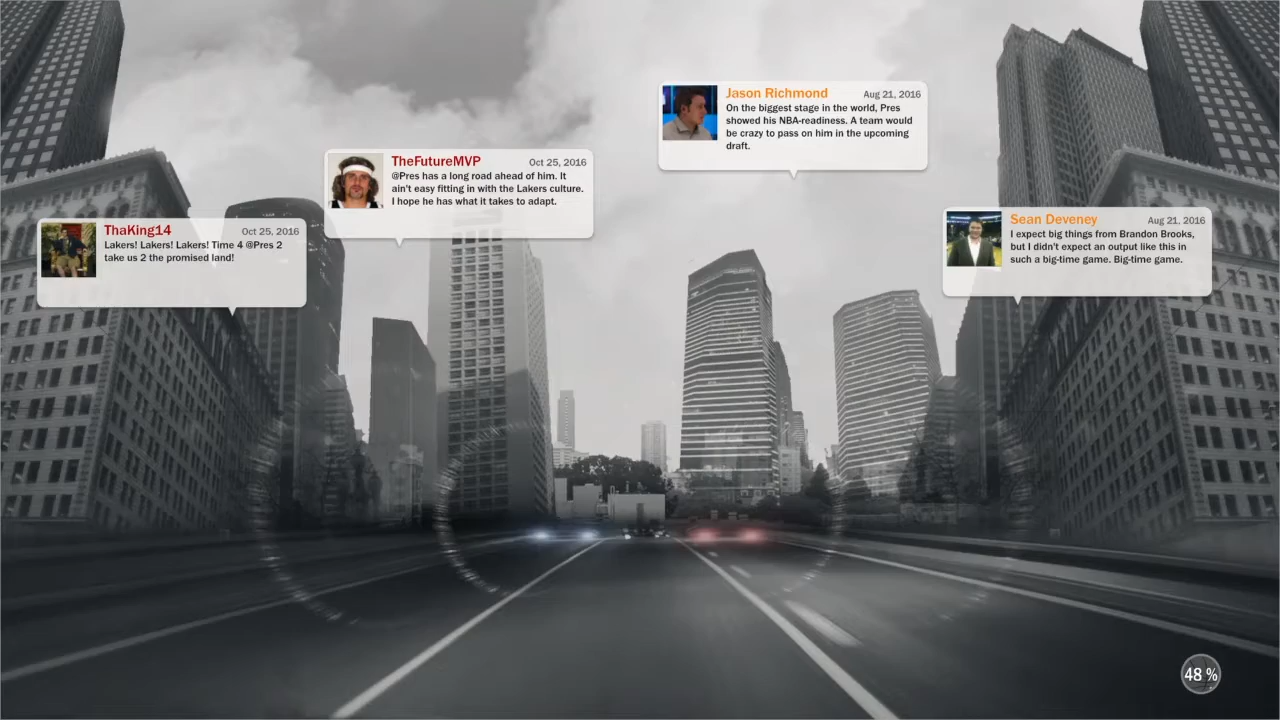 Jason Richmond Aug 21, 2016
On the biggest stage in the world, Pres
showed his NBA-readiness. A team would
be crazy to pass on him in the upcoming
draft.
TheFutureMVP Oct 25, 2016
@Pres has a long road ahead of him. It
ain't easy fitting in with the Lakers culture.
I hope he has what it takes to adapt.
Sean Deveney Aug 21, 2016
I expect big things from Brandon Brooks,
but I didn't expect an output like this in
such a big-time game. Big-time game.
ThaKing14 Oct 25, 2016
Lakers! Lakers! Lakers! Time 4 @Pres 2
take us 2 the promised land!
48 %